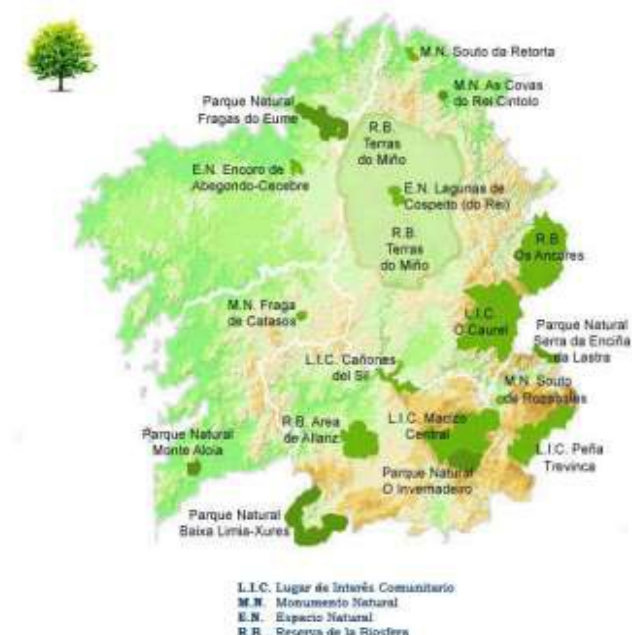 M.N. Souto da Retorta
M.N. As Covas
do Rei Cintolo
Parque Natural
Fragas do Eume
R.B.
Terras
do Miño
E.N. Encoro de
Abegondo-Cecebre
E.N. Lagunas de
Cospeito (do Rei)
R.B.
Terras
do Miño
R.B.
Os Ancares
M.N. Fraga
de Catasos
L.I.C.
O Caurel
Parque Natural
Serra da Enciña
da Lastra
L.I.C. Cañones
del Sil
M.N. Souto
de Rozabales
R.B. Area
de Allariz
L.I.C. Macizo
Central
Parque Natural
Monte Aloia
L.I.C. Peña
Trevinca
Parque Natural
O Invernadeiro
Parque Natural
Baixa Limia-Xures
L.I.C. Lugar de Interés Comunitario
M.N. Monumento Natural
E.N. Espacio Natural
R.B. Reserva de la Biosfera